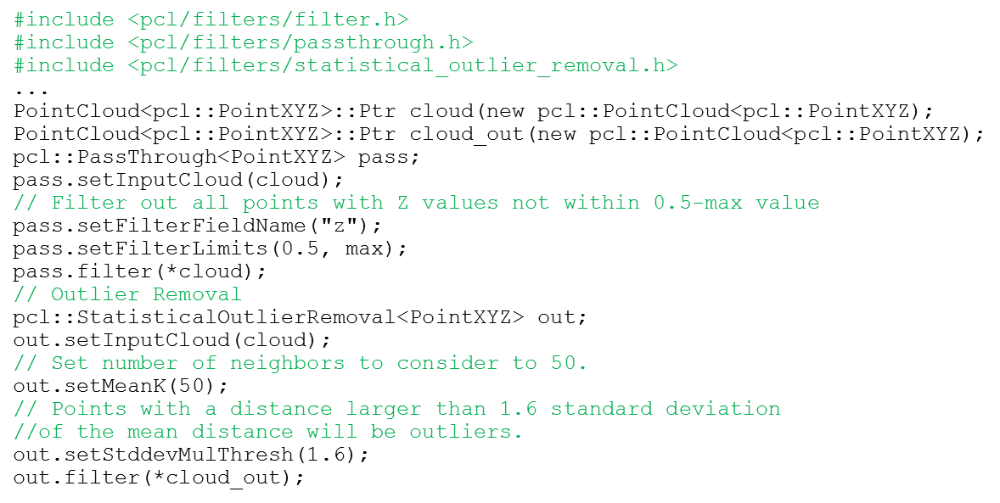 #include <pcl/filters/filter.h>
#include <pcl/filters/passthrough.h>
#include <pcl/filters/statistical_outlier_removal.h>
...
PointCloud<pcl::PointXYZ>::Ptr cloud(new pcl::PointCloud<pcl::PointXYZ);
PointCloud<pcl::PointXYZ>::Ptr cloud_out(new pcl::PointCloud<pcl::PointXYZ);
pcl::PassThrough<PointXYZ> pass;
pass.setInputCloud(cloud);
// Filter out all points with Z values not within 0.5-max value
pass.setFilterFieldName("z");
pass.setFilterLimits(0.5, max);
pass.filter(*cloud);
// Outlier Removal
pcl::StatisticalOutlierRemoval<PointXYZ> out;
out.setInputCloud(cloud);
// Set number of neighbors to consider to 50.
out.setMeanK(50);
// Points with a distance larger than 1.6 standard deviation
//of the mean distance will be outliers.
out.setStddevMulThresh(1.6);
out.filter(*cloud_out);